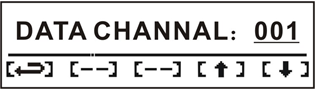 DATA CHANNAL: 001
[↩] [--] [--] [⬆] [⬇]